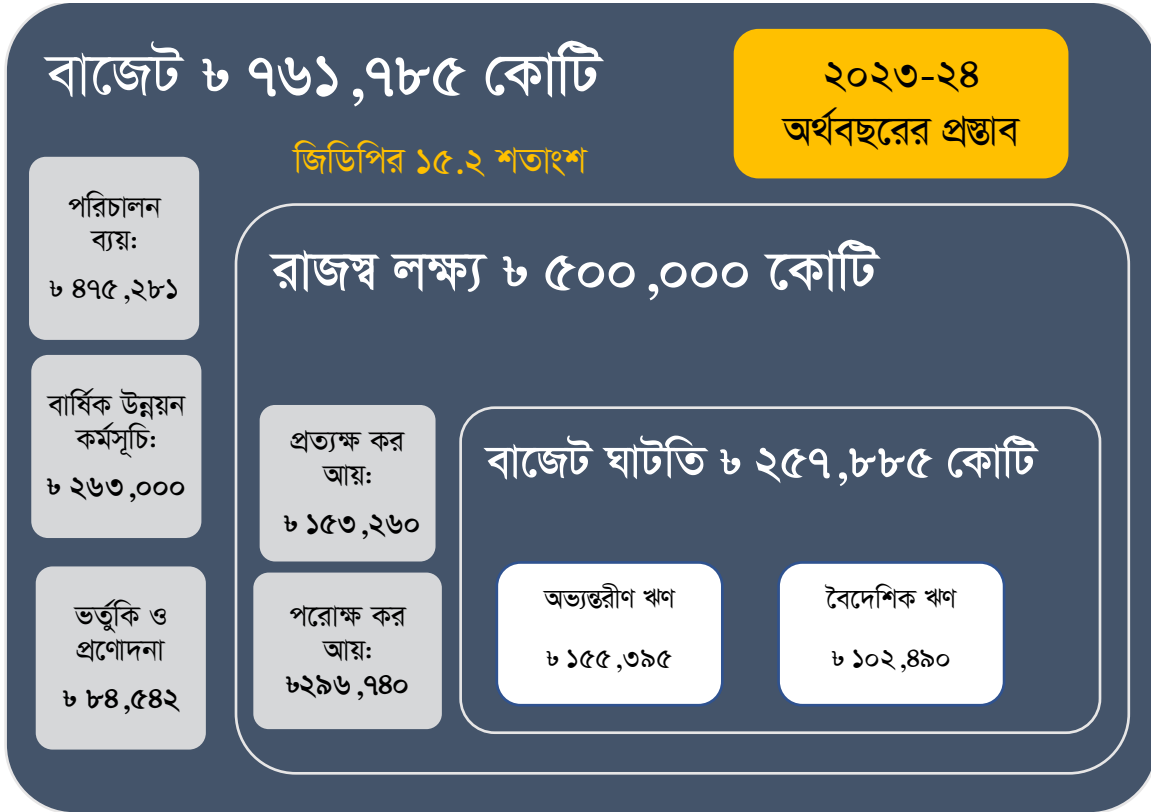 বাজেট ৳ ৭৬১,৭৮৫ কোটি
জিডিপির ১৫.২ শতাংশ
২০২৩-২৪
অর্থবছরের প্রস্তাব
পরিচালন
ব্যয়:
৳ ৪৭৫,২৮১
বার্ষিক উন্নয়ন
কর্মসূচি:
৳ ২৬৩,০০০
ভর্তুকি ও
প্রণোদনা
৳ ৮৪,৫৪২
রাজস্ব লক্ষ্য ৳ ৫০০,০০০ কোটি
প্রত্যক্ষ কর
আয়:
৳ ১৫৩,২৬০
পরোক্ষ কর
আয়:
৳২৯৬,৭৪০
বাজেট ঘাটতি ৳ ২৫৭,৮৮৫ কোটি
অভ্যন্তরীণ ঋণ
৳ ১৫৫,৩৯৫
বৈদেশিক ঋণ
৳ ১০২,৪৯০